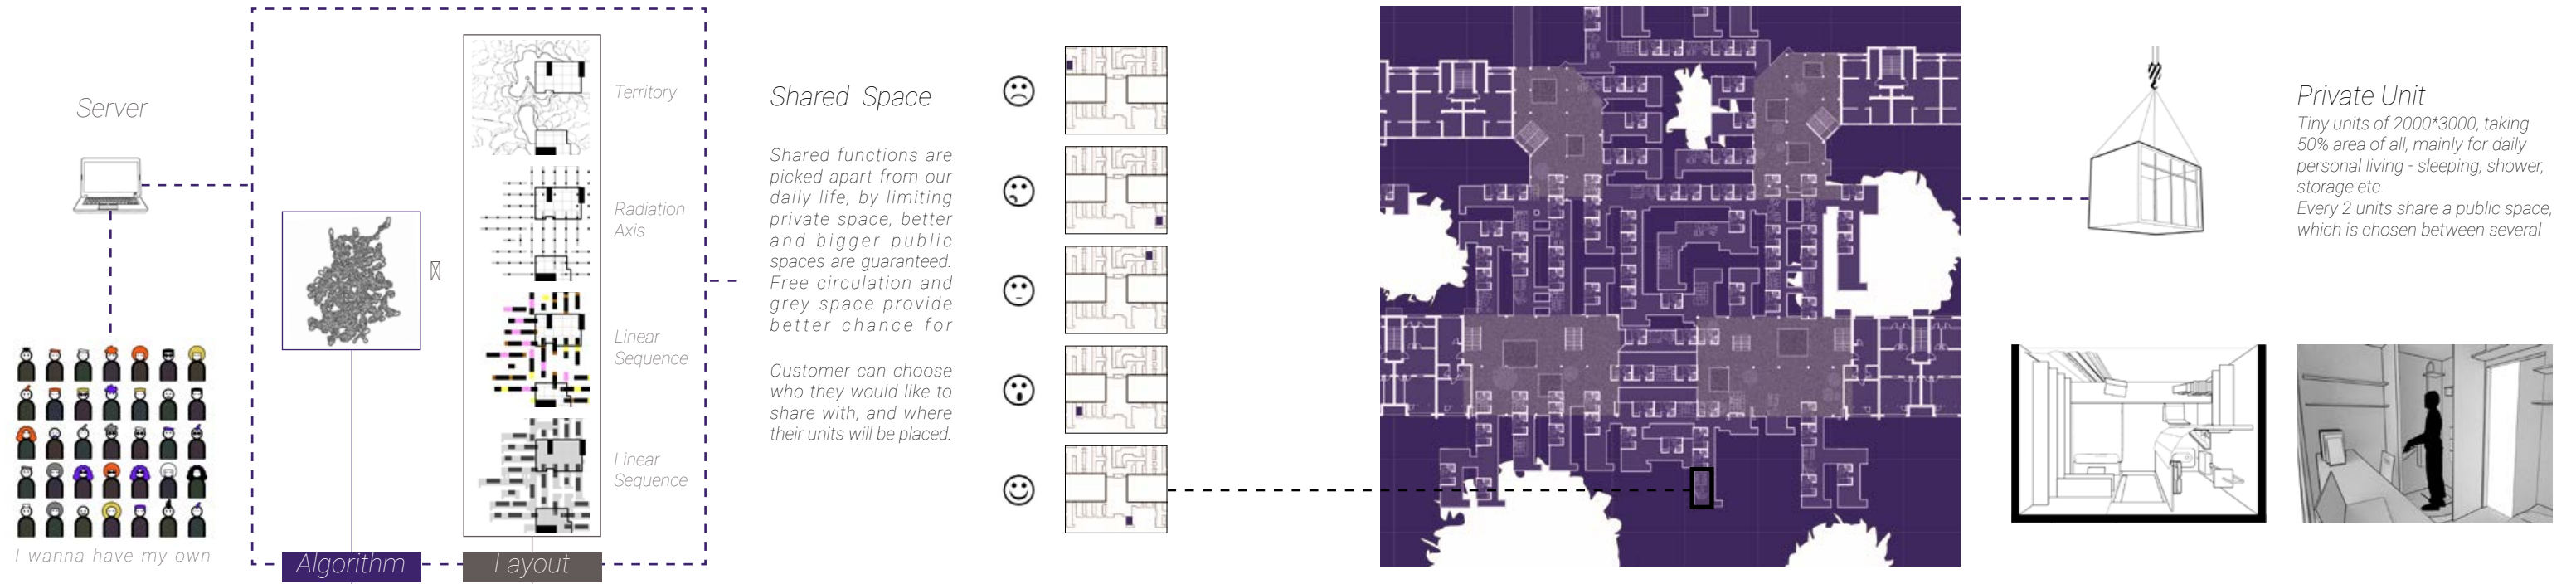 Server
I wanna have my own
Algorithm
Layout
Territory
Radiation
Axis
Linear
Sequence
Linear
Sequence
Shared Space
Shared functions are
picked apart from our
daily life, by limiting
private space, better
and bigger public
spaces are guaranteed.
Free circulation and
grey space provide
better chance for
Customer can choose
who they would like to
share with, and where
their units will be placed.
Private Unit
Tiny units of 2000*3000, taking
50% area of all, mainly for daily
personal living - sleeping, shower,
storage etc.
Every 2 units share a public space,
which is chosen between several